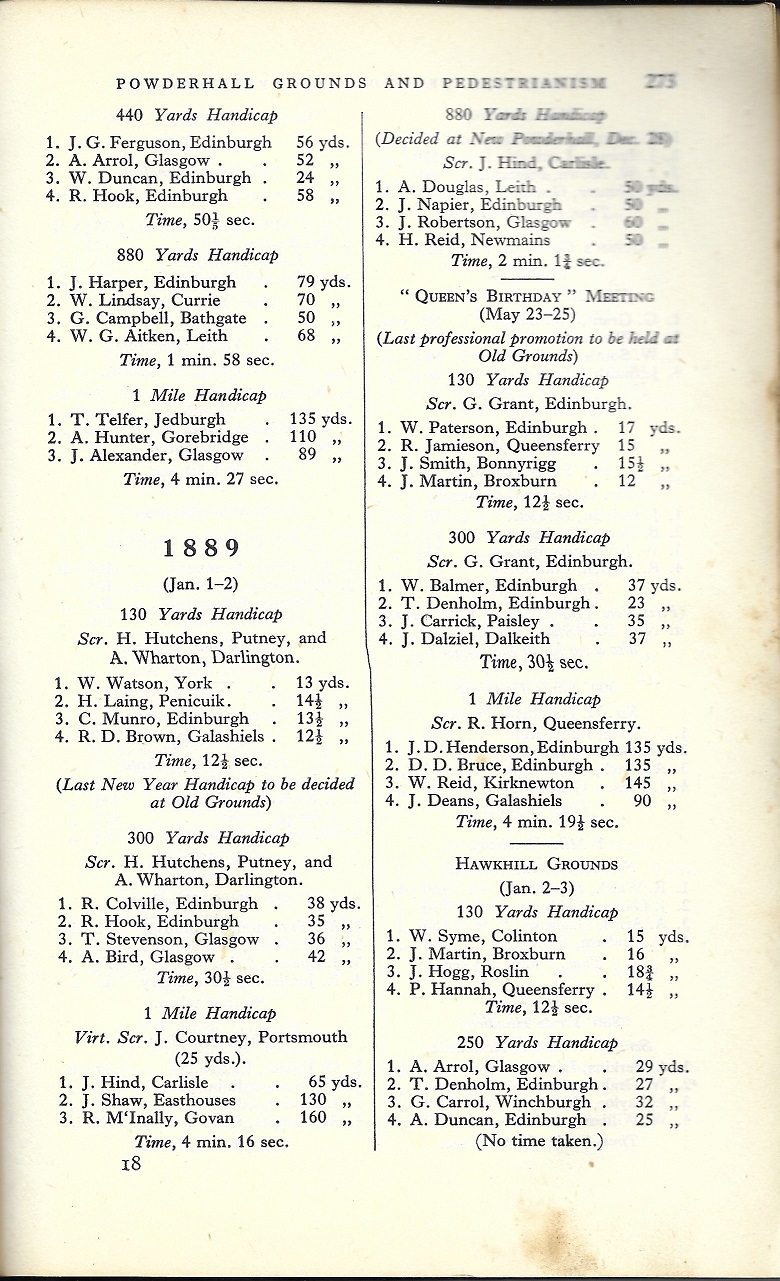 POWDERHALL GROUNDS AND PEDESTRIANISM 275
440 Yards Handicap
1. J. G. Ferguson, Edinburgh 56 yds.
2. A. Arrol, Glasgow . . 52 „
3. W. Duncan, Edinburgh . 24 „
4. R. Hook, Edinburgh . 58 „
Time, 50⅕ sec.
880 Yards Handicap
1. J. Harper, Edinburgh . 79 yds.
2. W. Lindsay, Currie . 70 „
3. G. Campbell, Bathgate . 50 „
4. W. G. Aitken, Leith . 68 „
Time, 1 min. 58 sec.
1 Mile Handicap
1. T. Telfer, Jedburgh . 135 yds.
2. A. Hunter, Gorebridge . 110 „
3. J. Alexander, Glasgow . 89 „
Time, 4 min. 27 sec.
1889
(Jan. 1–2)
130 Yards Handicap
Scr. H. Hutchens, Putney, and
A. Wharton, Darlington.
1. W. Watson, York . . 13 yds.
2. H. Laing, Penicuik. . 14½ „
3. C. Munro, Edinburgh . 13½ „
4. R. D. Brown, Galashiels . 12½ „
Time, 12½ sec.
(Last New Year Handicap to be decided
at Old Grounds)
300 Yards Handicap
Scr. H. Hutchens, Putney, and
A. Wharton, Darlington.
1. R. Colville, Edinburgh . 38 yds.
2. R. Hook, Edinburgh . 35 „
3. T. Stevenson, Glasgow . 36 „
4. A. Bird, Glasgow . . 42 „
Time, 30½ sec.
1 Mile Handicap
Virt. Scr. J. Courtney, Portsmouth
(25 yds.).
1. J. Hind, Carlisle . . 65 yds.
2. J. Shaw, Easthouses . 130 „
3. R. M‘Inally, Govan . 160 „
Time, 4 min. 16 sec.
18
880 Yards Handicap
(Decided at New Powderhall, Dec. 28)
Scr. J. Hind, Carlisle.
1. A. Douglas, Leith . . 50 yds.
2. J. Napier, Edinburgh . 50 „
3. J. Robertson, Glasgow . 60 „
4. H. Reid, Newmains . 50 „
Time, 2 min. 1¾ sec.
“ QUEEN'S BIRTHDAY ” MEETING
(May 23–25)
(Last professional promotion to be held at
Old Grounds)
130 Yards Handicap
Scr. G. Grant, Edinburgh.
1. W. Paterson, Edinburgh . 17 yds.
2. R. Jamieson, Queensferry 15 „
3. J. Smith, Bonnyrigg . 15½ „
4. J. Martin, Broxburn . 12 „
Time, 12½ sec.
300 Yards Handicap
Scr. G. Grant, Edinburgh.
1. W. Balmer, Edinburgh . 37 yds.
2. T. Denholm, Edinburgh . 23 „
3. J. Carrick, Paisley . . 35 „
4. J. Dalziel, Dalkeith . 37 „
Time, 30½ sec.
1 Mile Handicap
Scr. R. Horn, Queensferry.
1. J. D. Henderson, Edinburgh 135 yds.
2. D. D. Bruce, Edinburgh . 135 „
3. W. Reid, Kirknewton . 145 „
4. J. Deans, Galashiels . 90 „
Time, 4 min. 19½ sec.
HAWKHILL GROUNDS
(Jan. 2–3)
130 Yards Handicap
1. W. Syme, Colinton . 15 yds.
2. J. Martin, Broxburn . 16 „
3. J. Hogg, Roslin . . 18¾ „
4. P. Hannah, Queensferry . 14½ „
Time, 12½ sec.
250 Yards Handicap
1. A. Arrol, Glasgow . . 29 yds.
2. T. Denholm, Edinburgh . 27 „
3. G. Carrol, Winchburgh . 32 „
4. A. Duncan, Edinburgh . 25 „
(No time taken.)